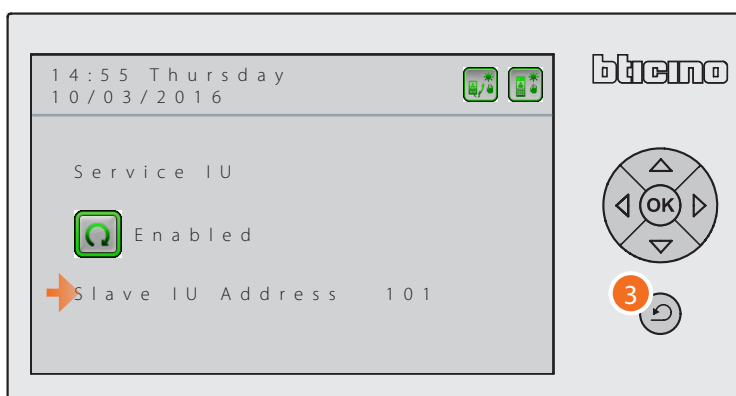 14:55 Thursday
10/03/2016
bticino
Service IU
Enabled
Slave IU Address 101
OK
3